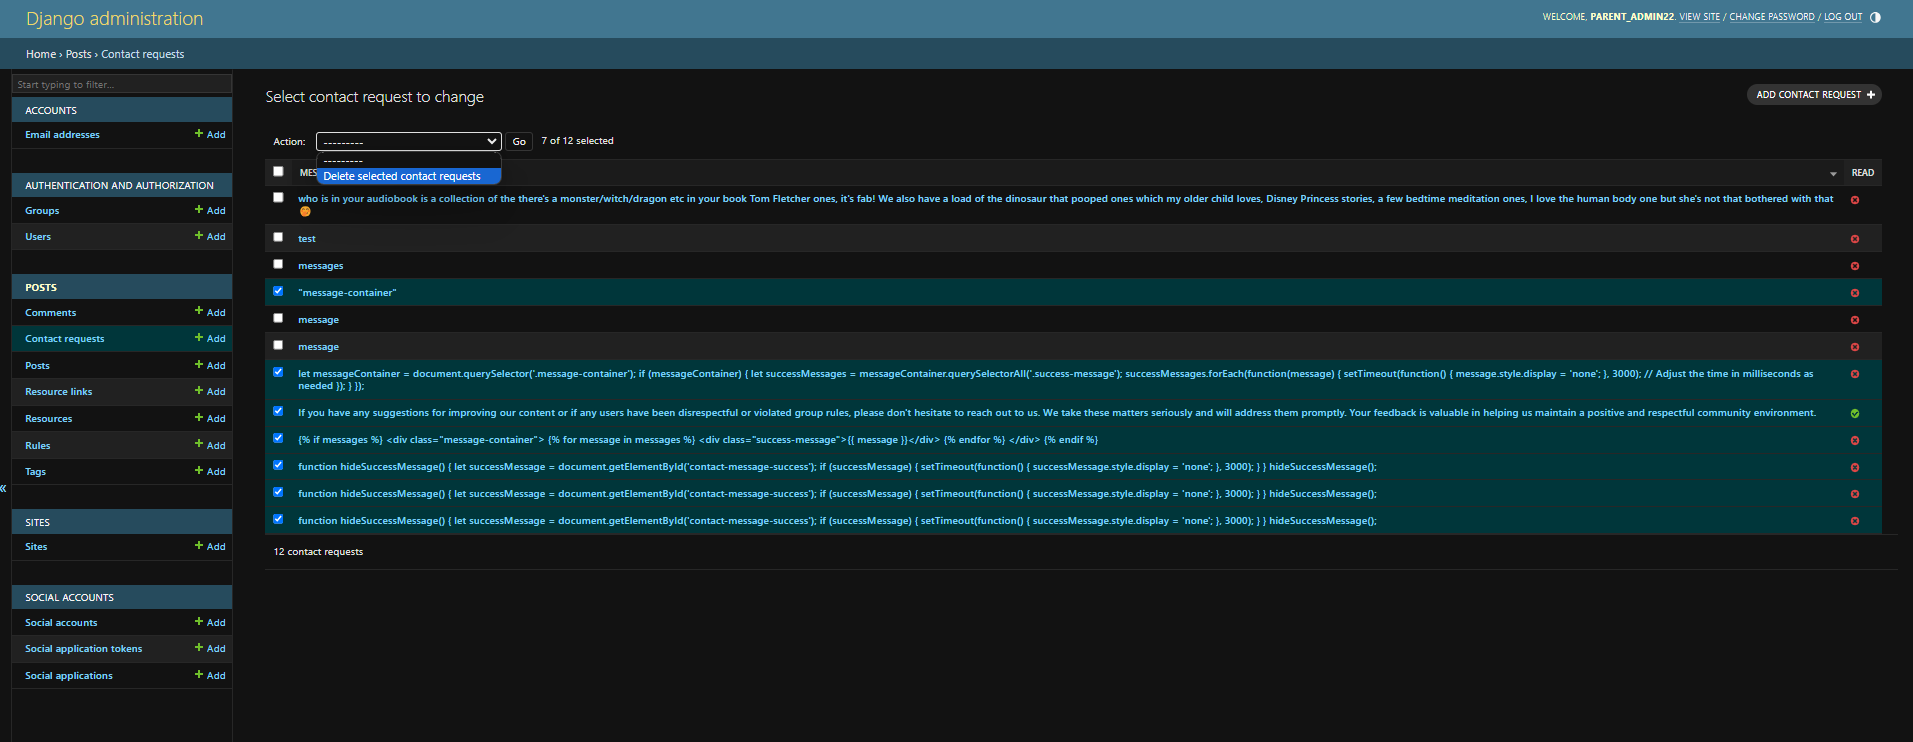 Django administration
WELCOME, PARENT_ADMIN22. VIEW SITE / CHANGE PASSWORD / LOG OUT
Home › Posts › Contact requests
Start typing to filter...
ACCOUNTS
Email addresses + Add
AUTHENTICATION AND AUTHORIZATION
Groups + Add
Users + Add
POSTS
Comments + Add
Contact requests + Add
Posts + Add
Resource links + Add
Resources + Add
Rules + Add
Tags + Add
«
SITES
Sites + Add
SOCIAL ACCOUNTS
Social accounts + Add
Social application tokens + Add
Social applications + Add
Select contact request to change
ADD CONTACT REQUEST +
Action: --------- Go 7 of 12 selected
---------
Delete selected contact requests
MES READ
who is in your audiobook is a collection of the there's a monster/witch/dragon etc in your book Tom Fletcher ones, it's fab! We also have a load of the dinosaur that pooped ones which my older child loves, Disney Princess stories, a few bedtime meditation ones, I love the human body one but she's not that bothered with that
test
messages
"message-container"
message
message
let messageContainer = document.querySelector('.message-container'); if (messageContainer) { let successMessages = messageContainer.querySelectorAll('.success-message'); successMessages.forEach(function(message) { setTimeout(function() { message.style.display = 'none'; }, 3000); // Adjust the time in milliseconds as
needed }); } });
If you have any suggestions for improving our content or if any users have been disrespectful or violated group rules, please don't hesitate to reach out to us. We take these matters seriously and will address them promptly. Your feedback is valuable in helping us maintain a positive and respectful community environment.
{% if messages %} <div class="message-container"> {% for message in messages %} <div class="success-message">{{ message }}</div> {% endfor %} </div> {% endif %}
function hideSuccessMessage() { let successMessage = document.getElementById('contact-message-success'); if (successMessage) { setTimeout(function() { successMessage.style.display = 'none'; }, 3000); } } hideSuccessMessage();
function hideSuccessMessage() { let successMessage = document.getElementById('contact-message-success'); if (successMessage) { setTimeout(function() { successMessage.style.display = 'none'; }, 3000); } } hideSuccessMessage();
function hideSuccessMessage() { let successMessage = document.getElementById('contact-message-success'); if (successMessage) { setTimeout(function() { successMessage.style.display = 'none'; }, 3000); } } hideSuccessMessage();
12 contact requests